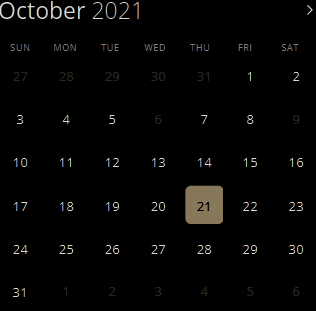 October 2021 >
SUN MON TUE WED THU FRI SAT
27 28 29 30 31 1 2
3 4 5 6 7 8 9
10 11 12 13 14 15 16
17 18 19 20 21 22 23
24 25 26 27 28 29 30
31 1 2 3 4 5 6